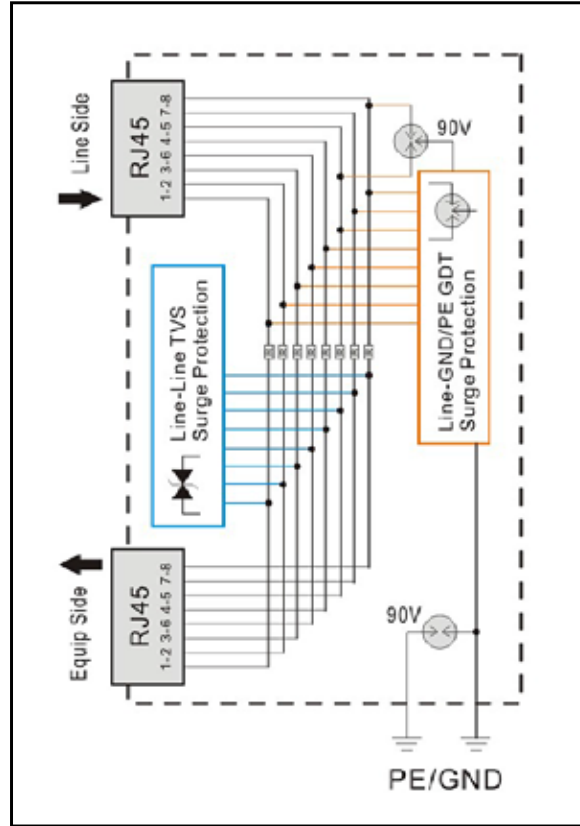 Line Side
RJ45
1-2 3-6 4-5 7-8
90V
Line-Line TVS
Surge Protection
Line-GND/PE GDT
Surge Protection
Equip Side
RJ45
1-2 3-6 4-5 7-8
90V
PE/GND